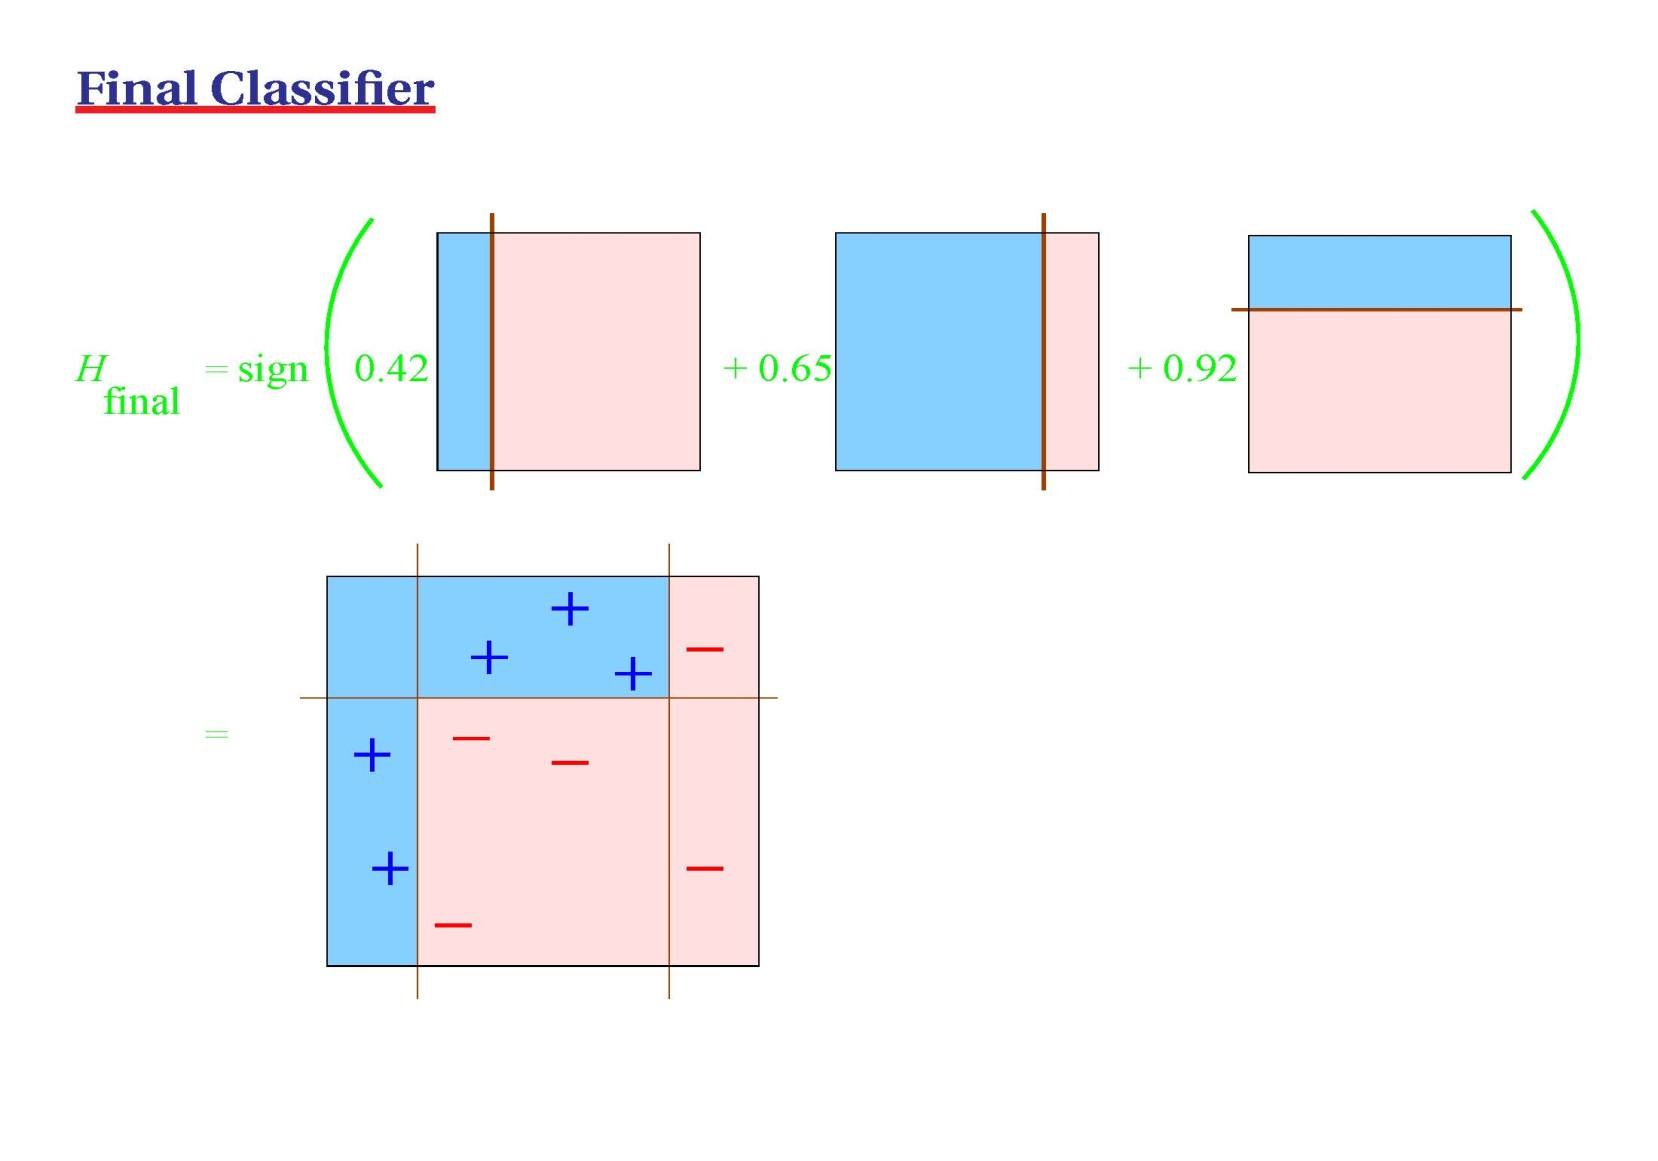 Final Classifier
H final = sign ( 0.42 + 0.65 + 0.92 )
=
+
+ + −
+ − −
+ −
−